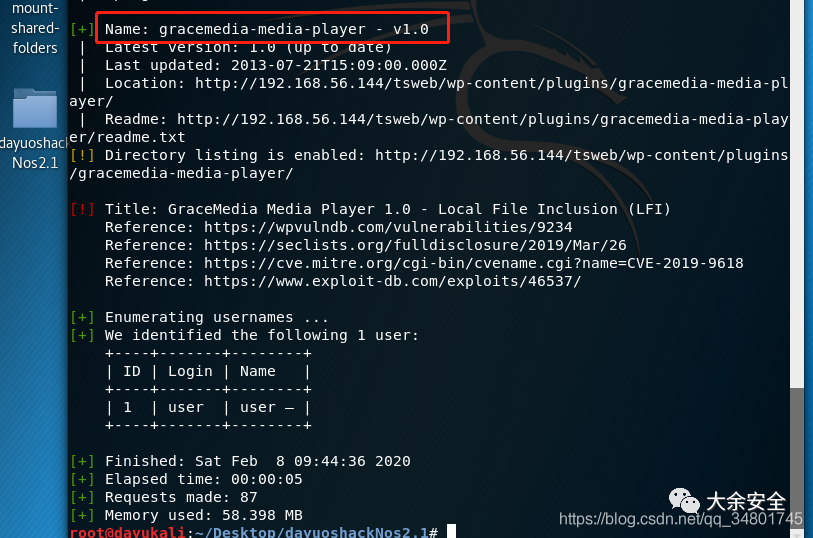 mount-
shared-
folders
dayuoshack
Nos2.1
[+] Name: gracemedia-media-player - v1.0
 |  Latest version: 1.0 (up to date)
 |  Last updated: 2013-07-21T15:09:00.000Z
 |  Location: http://192.168.56.144/tsweb/wp-content/plugins/gracemedia-media-pl
ayer/
 |  Readme: http://192.168.56.144/tsweb/wp-content/plugins/gracemedia-media-play
er/readme.txt
[!] Directory listing is enabled: http://192.168.56.144/tsweb/wp-content/plugins
/gracemedia-media-player/
[!] Title: GraceMedia Media Player 1.0 - Local File Inclusion (LFI)
    Reference: https://wpvulndb.com/vulnerabilities/9234
    Reference: https://seclists.org/fulldisclosure/2019/Mar/26
    Reference: https://cve.mitre.org/cgi-bin/cvename.cgi?name=CVE-2019-9618
    Reference: https://www.exploit-db.com/exploits/46537/
[+] Enumerating usernames ...
[+] We identified the following 1 user:
    +----+-------+--------+
    | ID | Login | Name   |
    +----+-------+--------+
    | 1  | user  | user – |
    +----+-------+--------+
[+] Finished: Sat Feb  8 09:44:36 2020
[+] Elapsed time: 00:00:05
[+] Requests made: 87
[+] Memory used: 58.398 MB
root@dayukali:~/Desktop/dayuoshackNos2.1#
大余安全
https://blog.csdn.net/qq_34801745